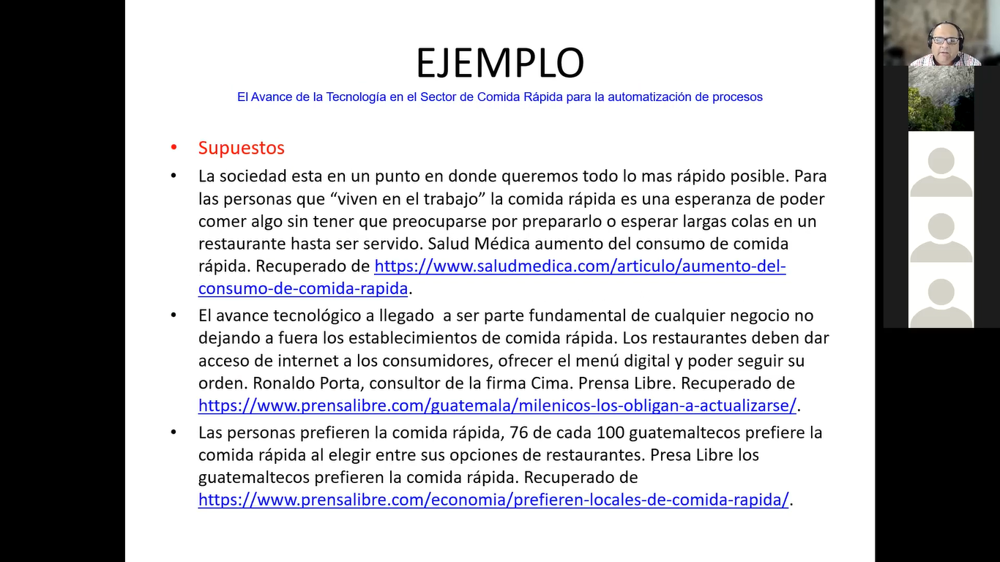 EJEMPLO
El Avance de la Tecnología en el Sector de Comida Rápida para la automatización de procesos
• Supuestos
• La sociedad esta en un punto en donde queremos todo lo mas rápido posible. Para
las personas que “viven en el trabajo” la comida rápida es una esperanza de poder
comer algo sin tener que preocuparse por prepararlo o esperar largas colas en un
restaurante hasta ser servido. Salud Médica aumento del consumo de comida
rápida. Recuperado de https://www.saludmedica.com/articulo/aumento-del-
consumo-de-comida-rapida.
• El avance tecnológico a llegado  a ser parte fundamental de cualquier negocio no
dejando a fuera los establecimientos de comida rápida. Los restaurantes deben dar
acceso de internet a los consumidores, ofrecer el menú digital y poder seguir su
orden. Ronaldo Porta, consultor de la firma Cima. Prensa Libre. Recuperado de
https://www.prensalibre.com/guatemala/milenicos-los-obligan-a-actualizarse/.
• Las personas prefieren la comida rápida, 76 de cada 100 guatemaltecos prefiere la
comida rápida al elegir entre sus opciones de restaurantes. Presa Libre los
guatemaltecos prefieren la comida rápida. Recuperado de
https://www.prensalibre.com/economia/prefieren-locales-de-comida-rapida/.